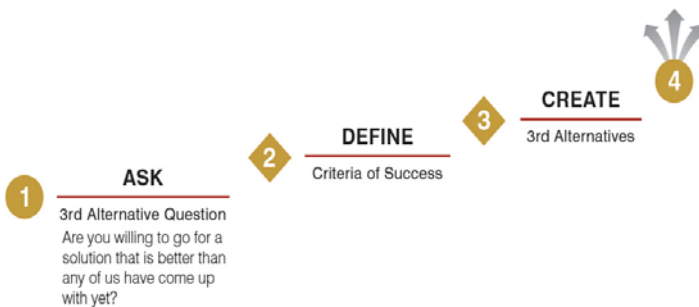 1
ASK
3rd Alternative Question
Are you willing to go for a
solution that is better than
any of us have come up
with yet?
2
DEFINE
Criteria of Success
3
CREATE
3rd Alternatives
4